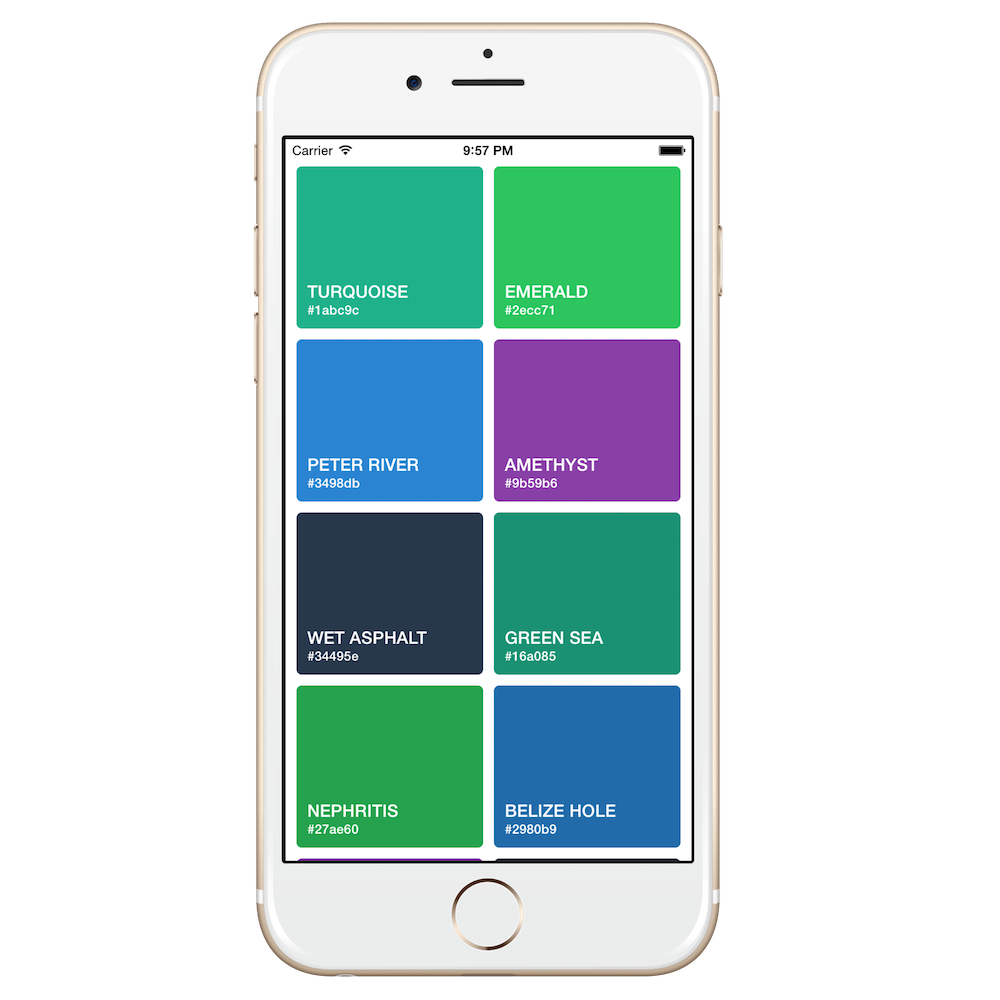 Carrier 9:57 PM
TURQUOISE
#1abc9c
EMERALD
#2ecc71
PETER RIVER
#3498db
AMETHYST
#9b59b6
WET ASPHALT
#34495e
GREEN SEA
#16a085
NEPHRITIS
#27ae60
BELIZE HOLE
#2980b9